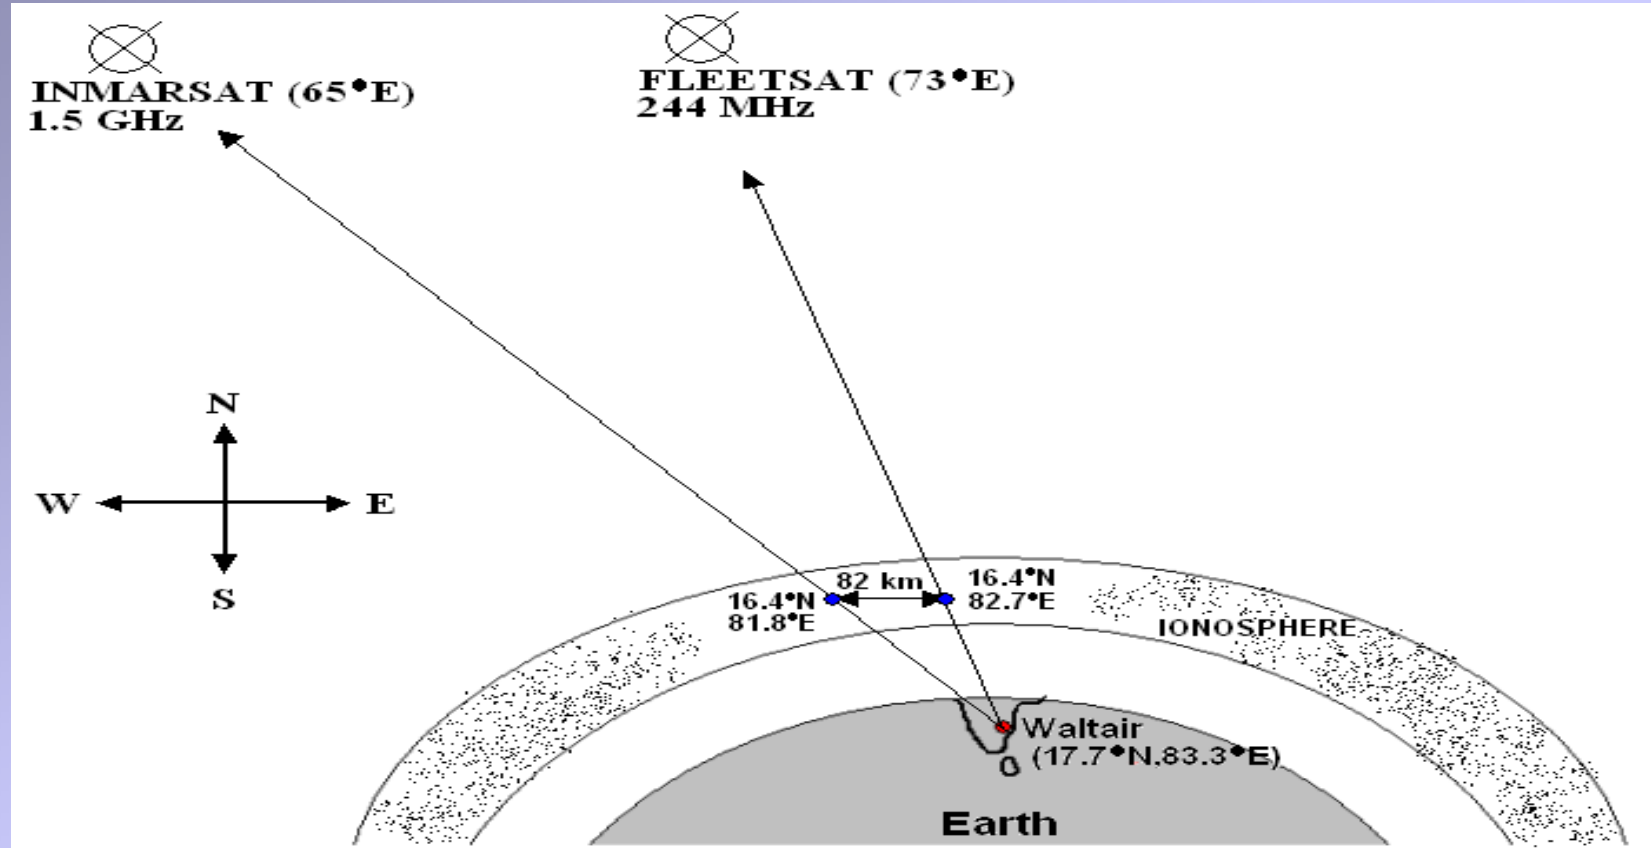 INMARSAT (65•E)
1.5 GHz
FLEETSAT (73•E)
244 MHz
N
W
E
S
82 km
16.4•N
81.8•E
16.4•N
82.7•E
IONOSPHERE
Waltair
(17.7•N,83.3•E)
Earth